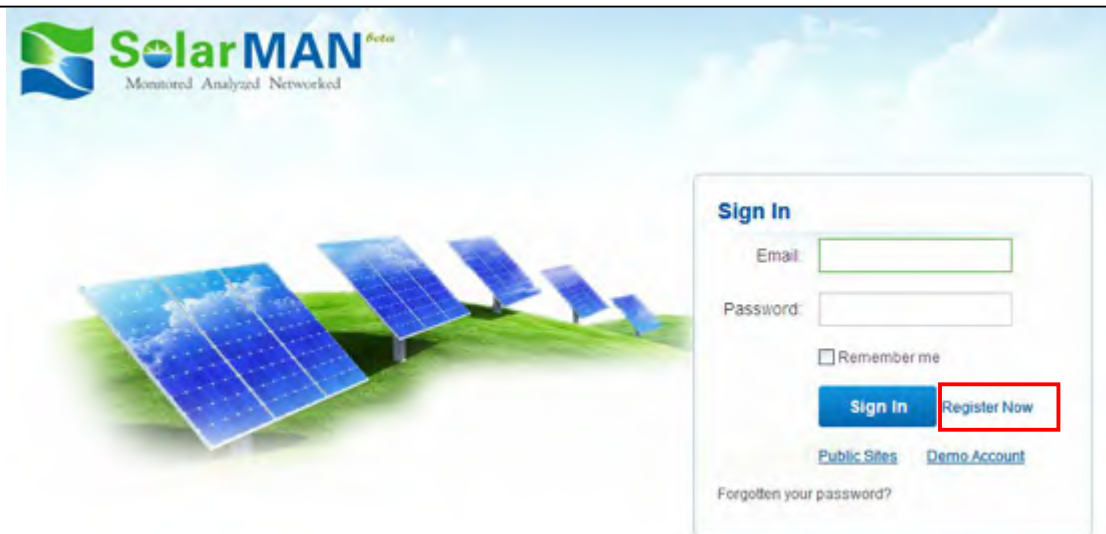 SolarMAN Beta
Monitored Analyzed Networked
Sign In
Email:
Password:
Remember me
Sign In Register Now
Public Sites Demo Account
Forgotten your password?